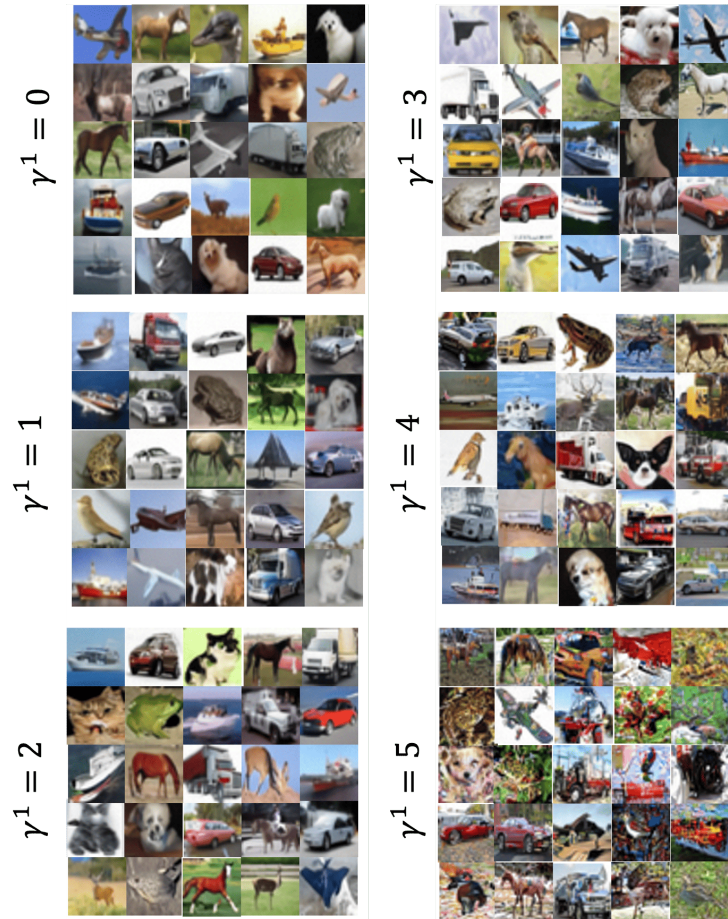 γ¹ = 0
γ¹ = 1
γ¹ = 2
γ¹ = 3
γ¹ = 4
γ¹ = 5